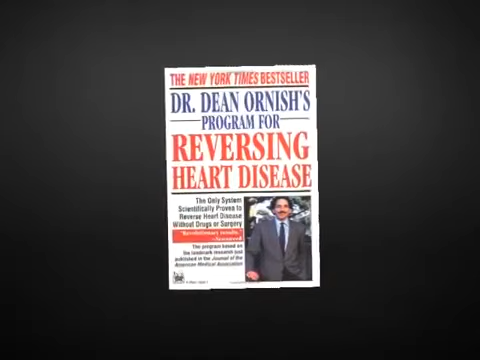 THE NEW YORK TIMES BESTSELLER
DR. DEAN ORNISH'S
PROGRAM FOR
REVERSING
HEART DISEASE
The Only System
Scientifically Proven to
Reverse Heart Disease
Without Drugs or Surgery
"Revolutionary results."
The program based on
the landmark research just
published in the Journal of the
American Medical Association